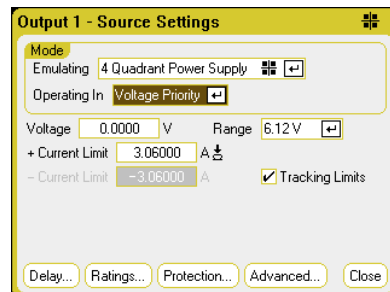 Output 1 - Source Settings
Mode
Emulating 4 Quadrant Power Supply
Operating In Voltage Priority
Voltage 0.0000 V Range 6.12 V
+ Current Limit 3.06000 A
- Current Limit -3.06000 A Tracking Limits
Delay... Ratings... Protection... Advanced... Close